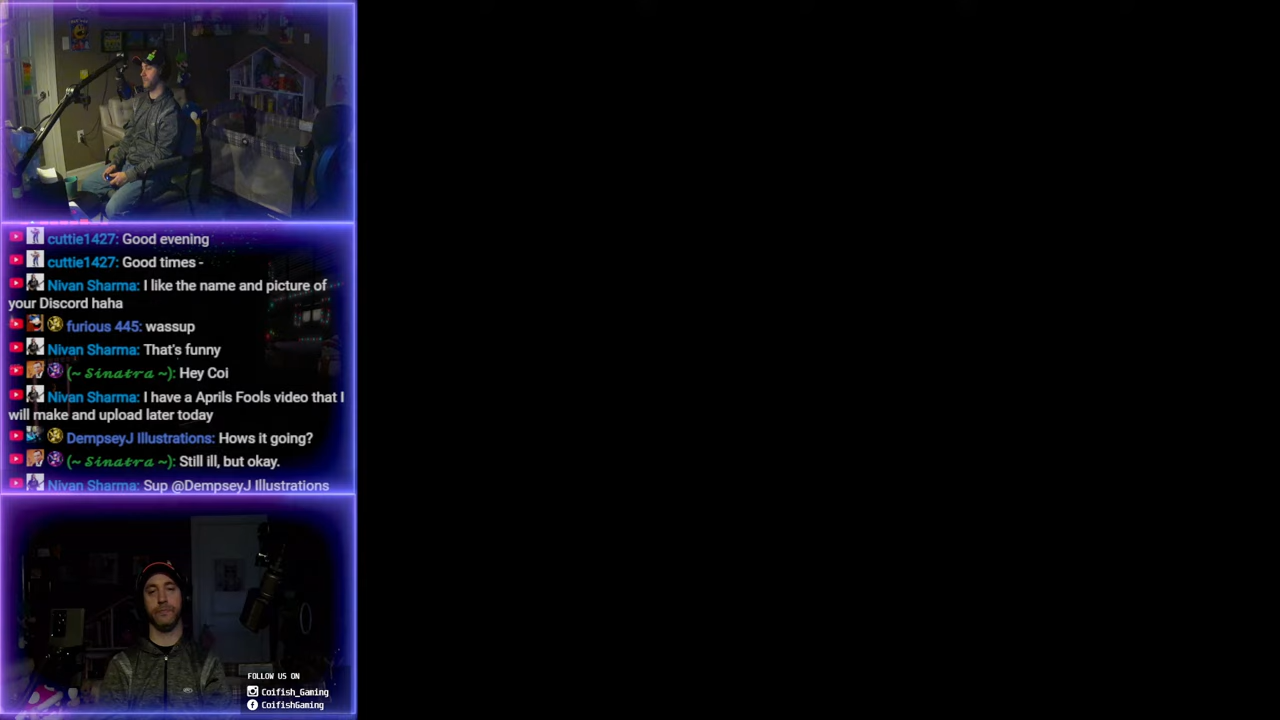 cuttie1427: Good evening
cuttie1427: Good times -
Nivan Sharma: I like the name and picture of
your Discord haha
furious 445: wassup
Nivan Sharma: That's funny
(~ 𝓢𝓲𝓷𝓪𝓽𝓻𝓪 ~): Hey Coi
Nivan Sharma: I have a Aprils Fools video that I
will make and upload later today
DempseyJ Illustrations: Hows it going?
(~ 𝓢𝓲𝓷𝓪𝓽𝓻𝓪 ~): Still ill, but okay.
Nivan Sharma: Sup @DempseyJ Illustrations
FOLLOW US ON
Coifish_Gaming
CoifishGaming